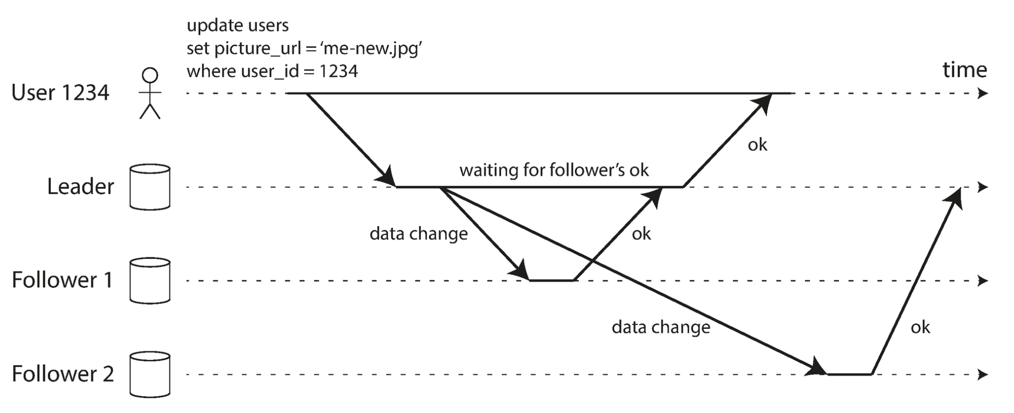 update users
set picture_url = ‘me-new.jpg’
where user_id = 1234
time
User 1234
ok
waiting for follower’s ok
Leader
data change
ok
Follower 1
data change
ok
Follower 2